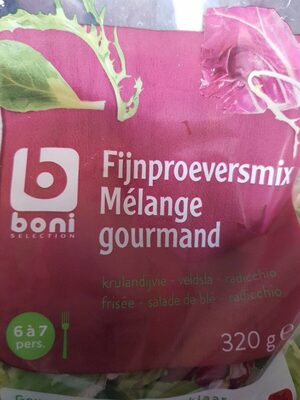 boni
SELECTION
Fijnproeversmix
Mélange
gourmand
krulandijvie - veldsla - radicchio
frisée - salade de blé - radicchio
6 à 7
pers.
320 g e